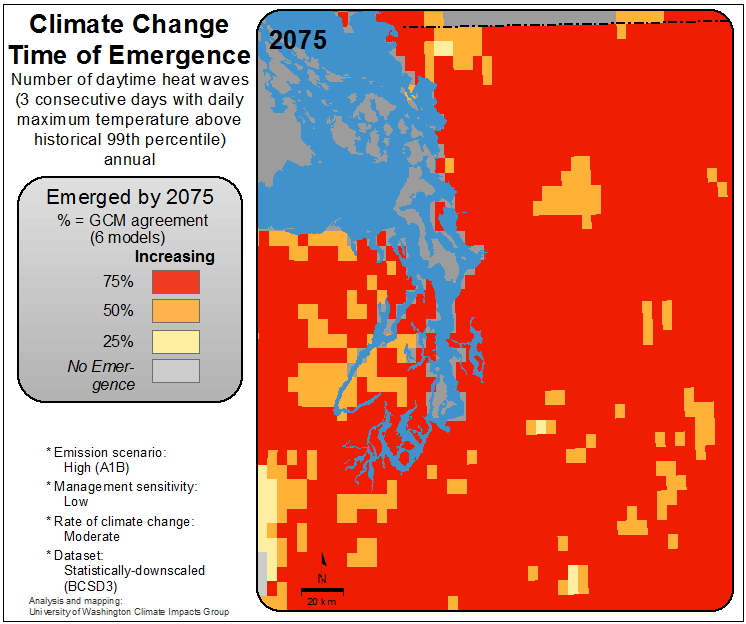 Climate Change
Time of Emergence
Number of daytime heat waves
(3 consecutive days with daily
maximum temperature above
historical 99th percentile)
annual
Emerged by 2075
% = GCM agreement
(6 models)
Increasing
75%
50%
25%
No Emer-
gence
* Emission scenario:
High (A1B)
* Management sensitivity:
Low
* Rate of climate change:
Moderate
* Dataset:
Statistically-downscaled
(BCSD3)
Analysis and mapping:
University of Washington Climate Impacts Group
2075
N
20 km